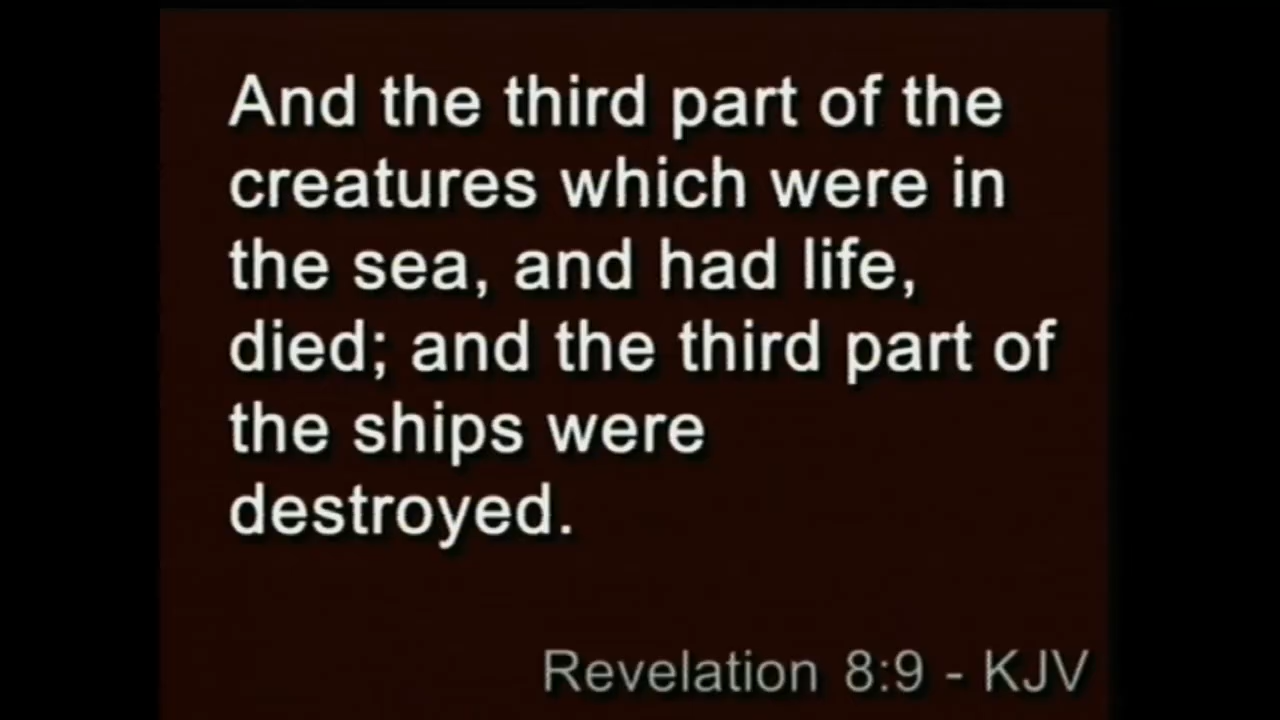 And the third part of the
creatures which were in
the sea, and had life,
died; and the third part of
the ships were
destroyed.
Revelation 8:9 - KJV